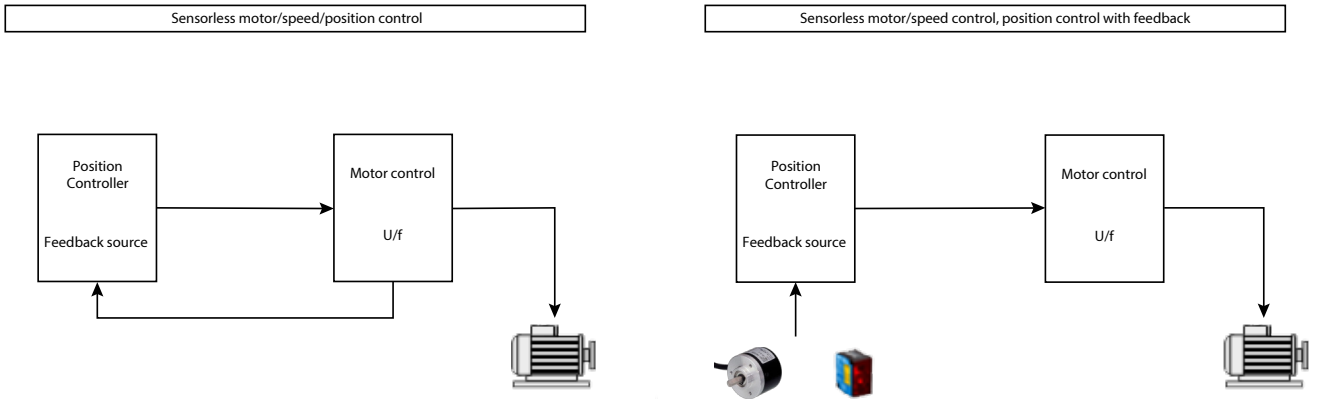 Sensorless motor/speed/position control
Position
Controller
Feedback source
Motor control
U/f
Sensorless motor/speed control, position control with feedback
Position
Controller
Feedback source
Motor control
U/f